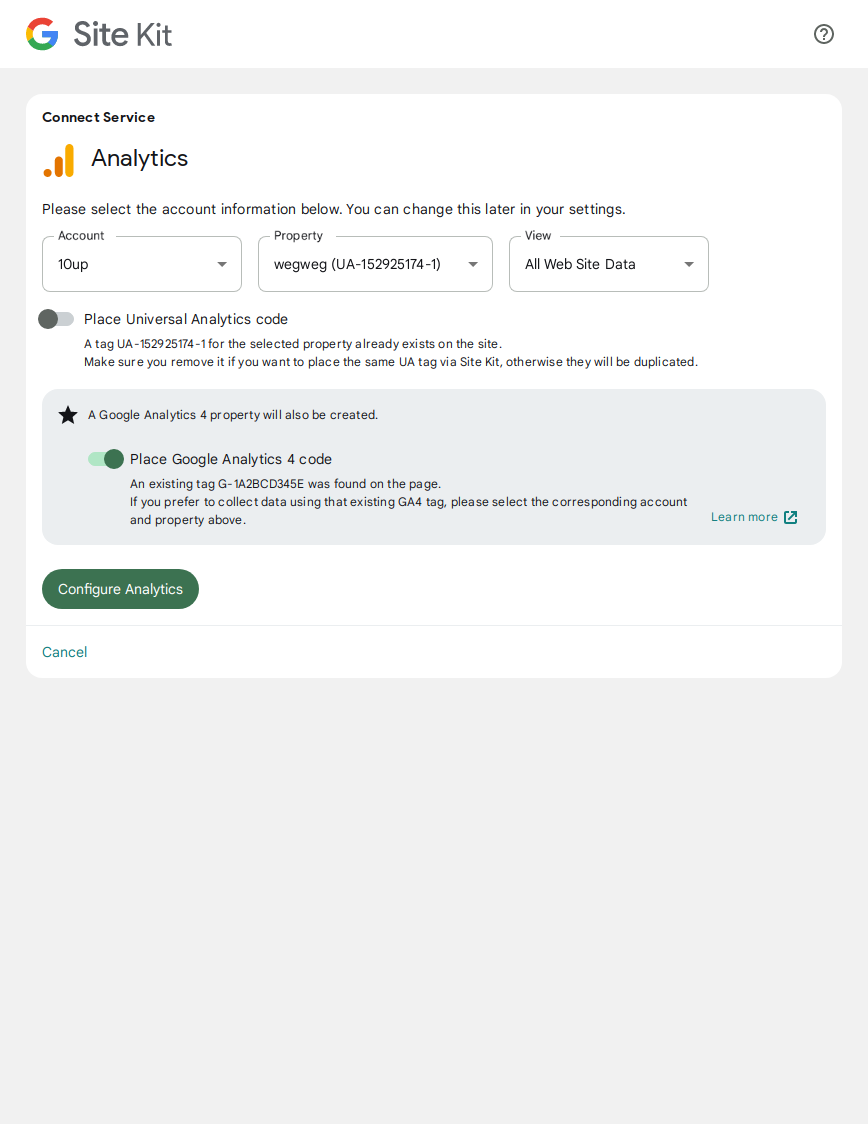 Site Kit
Connect Service
Analytics
Please select the account information below. You can change this later in your settings.
Account
10up
Property
wegweg (UA-152925174-1)
View
All Web Site Data
Place Universal Analytics code
A tag UA-152925174-1 for the selected property already exists on the site.
Make sure you remove it if you want to place the same UA tag via Site Kit, otherwise they will be duplicated.
A Google Analytics 4 property will also be created.
Place Google Analytics 4 code
An existing tag G-1A2BCD345E was found on the page.
If you prefer to collect data using that existing GA4 tag, please select the corresponding account
and property above.
Learn more
Configure Analytics
Cancel